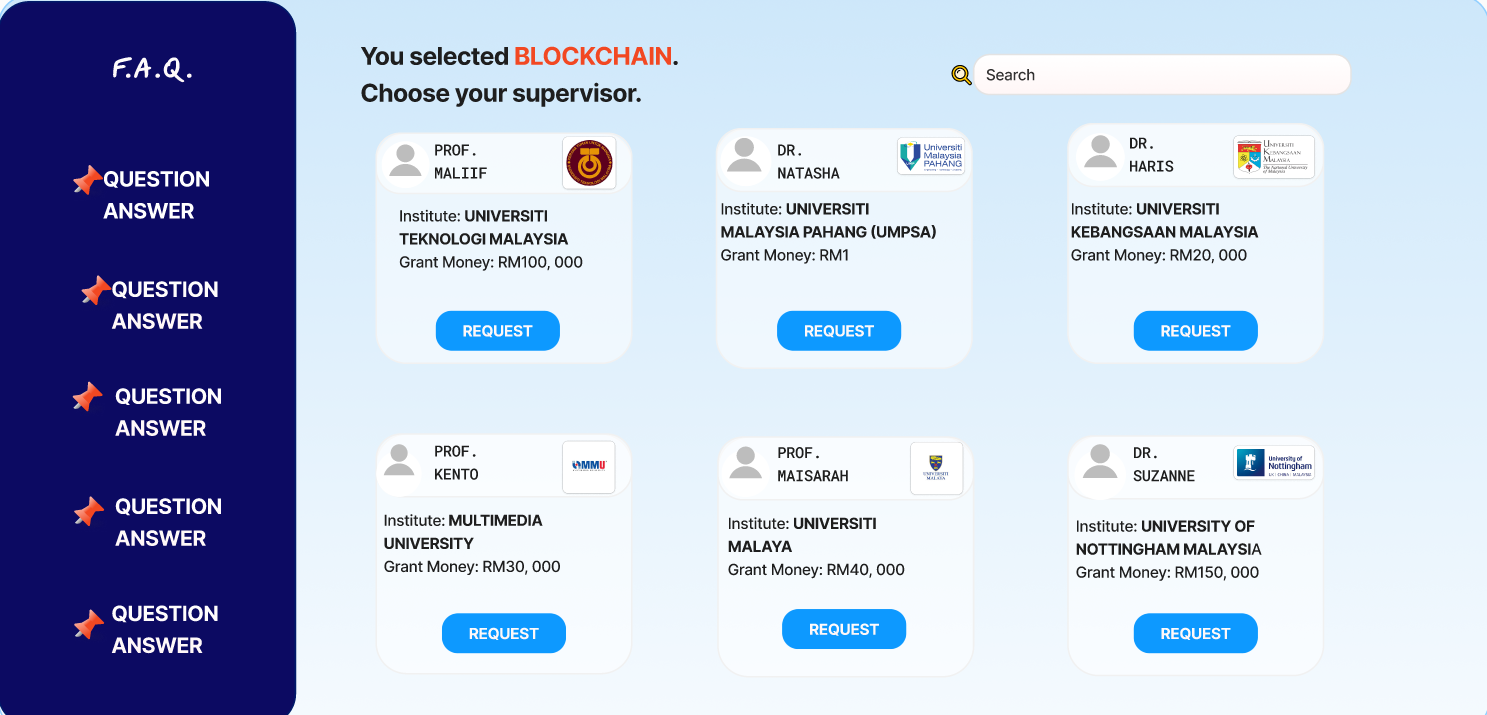 F.A.Q.
QUESTION
ANSWER
QUESTION
ANSWER
QUESTION
ANSWER
QUESTION
ANSWER
QUESTION
ANSWER
You selected BLOCKCHAIN.
Choose your supervisor.
Search
PROF.
MALIIF
Institute: UNIVERSITI
TEKNOLOGI MALAYSIA
Grant Money: RM100, 000
REQUEST
DR.
NATASHA
Universiti
Malaysia
PAHANG
Institute: UNIVERSITI
MALAYSIA PAHANG (UMPSA)
Grant Money: RM1
REQUEST
DR.
HARIS
UNIVERSITI
KEBANGSAAN
MALAYSIA
The National University
of Malaysia
Institute: UNIVERSITI
KEBANGSAAN MALAYSIA
Grant Money: RM20, 000
REQUEST
PROF.
KENTO
MMU
Institute: MULTIMEDIA
UNIVERSITY
Grant Money: RM30, 000
REQUEST
PROF.
MAISARAH
UNIVERSITI
MALAYA
Institute: UNIVERSITI
MALAYA
Grant Money: RM40, 000
REQUEST
DR.
SUZANNE
University of
Nottingham
UK | CHINA | MALAYSIA
Institute: UNIVERSITY OF
NOTTINGHAM MALAYSIA
Grant Money: RM150, 000
REQUEST